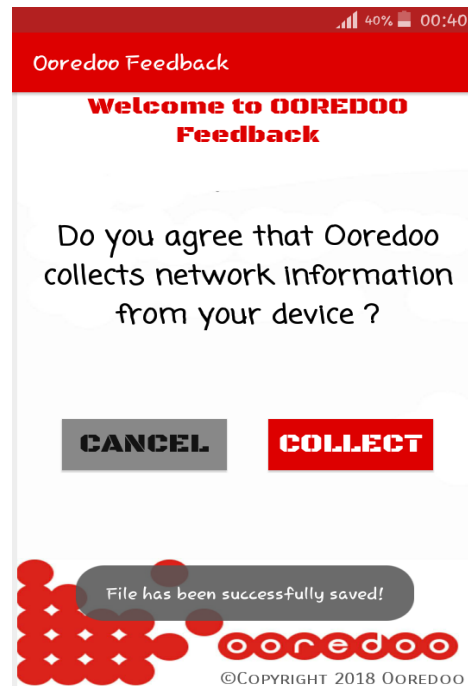 40% 00:40
Ooredoo Feedback
Welcome to OOREDOO
Feedback
Do you agree that Ooredoo
collects network information
from your device ?
CANCEL COLLECT
File has been successfully saved!
ooredoo
©COPYRIGHT 2018 OOREDOO